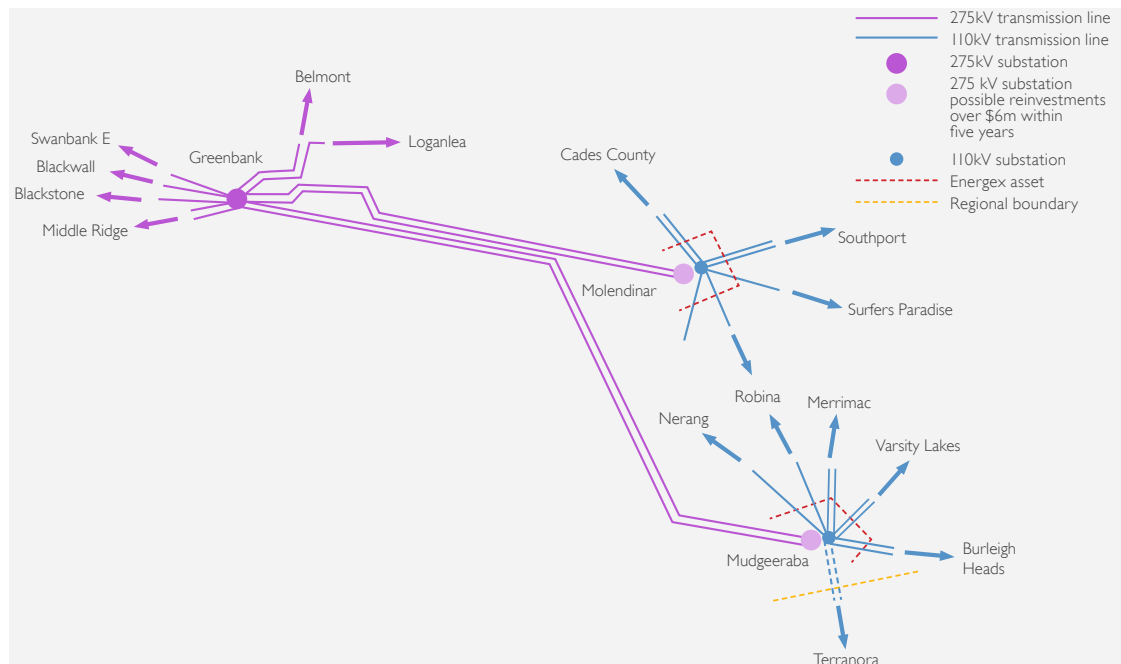 275kV transmission line
110kV transmission line
275kV substation
275 kV substation
possible reinvestments
over $6m within
five years
110kV substation
Energex asset
Regional boundary
Belmont
Loganlea
Swanbank E
Greenbank
Blackwall
Blackstone
Middle Ridge
Cades County
Southport
Molendinar
Surfers Paradise
Robina
Merrimac
Nerang
Varsity Lakes
Mudgeeraba
Burleigh
Heads
Terranora